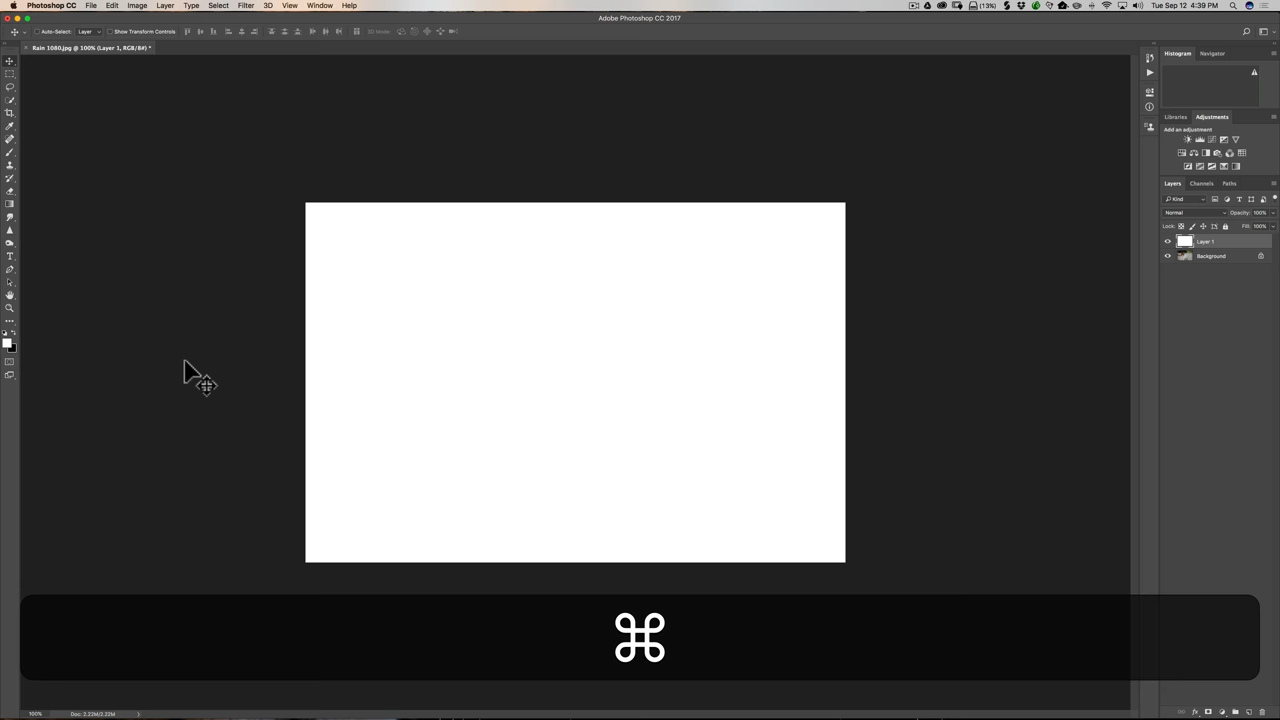 Photoshop CC File Edit Image Layer Type Select Filter 3D View Window Help (13%) Tue Sep 12 4:39 PM
Adobe Photoshop CC 2017
Auto-Select: Layer Show Transform Controls 3D Mode:
Rain 1080.jpg @ 100% (Layer 1, RGB/8#) *
Histogram Navigator
Libraries Adjustments
Add an adjustment
Layers Channels Paths
Kind
Normal Opacity: 100%
Lock: Fill: 100%
Layer 1
Background
⌘
100% Doc: 2.22M/2.22M